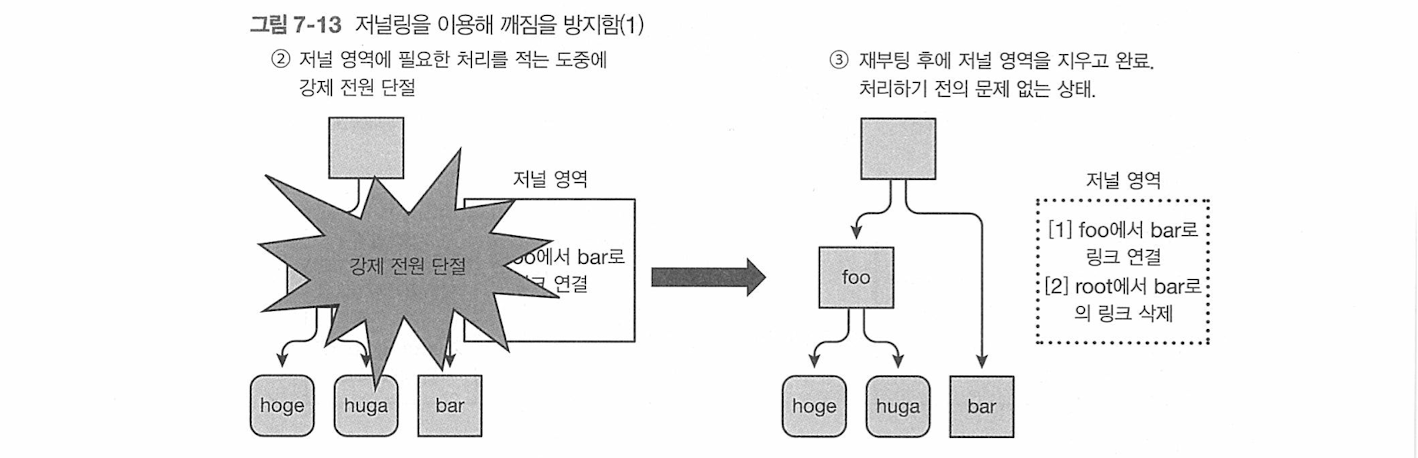 그림 7-13 저널링을 이용해 깨짐을 방지함(1)
② 저널 영역에 필요한 처리를 적는 도중에
강제 전원 단절
저널 영역
강제 전원 단절
에서 bar로
연결
hoge
huga
bar
③ 재부팅 후에 저널 영역을 지우고 완료.
처리하기 전의 문제 없는 상태.
저널 영역
[1] foo에서 bar로
링크 연결
[2] root에서 bar로
의 링크 삭제
foo
hoge
huga
bar